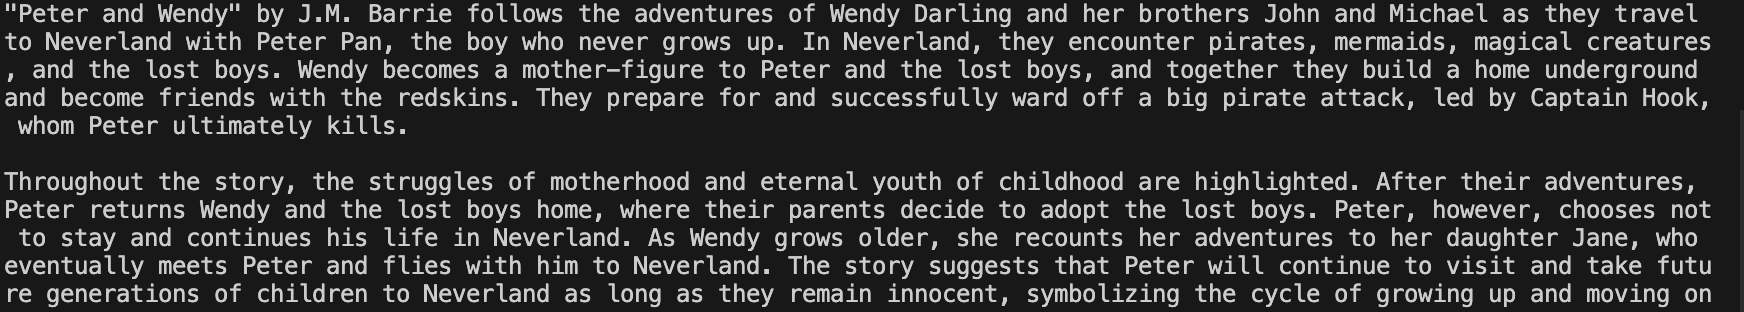 "Peter and Wendy" by J.M. Barrie follows the adventures of Wendy Darling and her brothers John and Michael as they travel
to Neverland with Peter Pan, the boy who never grows up. In Neverland, they encounter pirates, mermaids, magical creatures
, and the lost boys. Wendy becomes a mother-figure to Peter and the lost boys, and together they build a home underground
and become friends with the redskins. They prepare for and successfully ward off a big pirate attack, led by Captain Hook,
whom Peter ultimately kills.

Throughout the story, the struggles of motherhood and eternal youth of childhood are highlighted. After their adventures,
Peter returns Wendy and the lost boys home, where their parents decide to adopt the lost boys. Peter, however, chooses not
to stay and continues his life in Neverland. As Wendy grows older, she recounts her adventures to her daughter Jane, who
eventually meets Peter and flies with him to Neverland. The story suggests that Peter will continue to visit and take futu
re generations of children to Neverland as long as they remain innocent, symbolizing the cycle of growing up and moving on